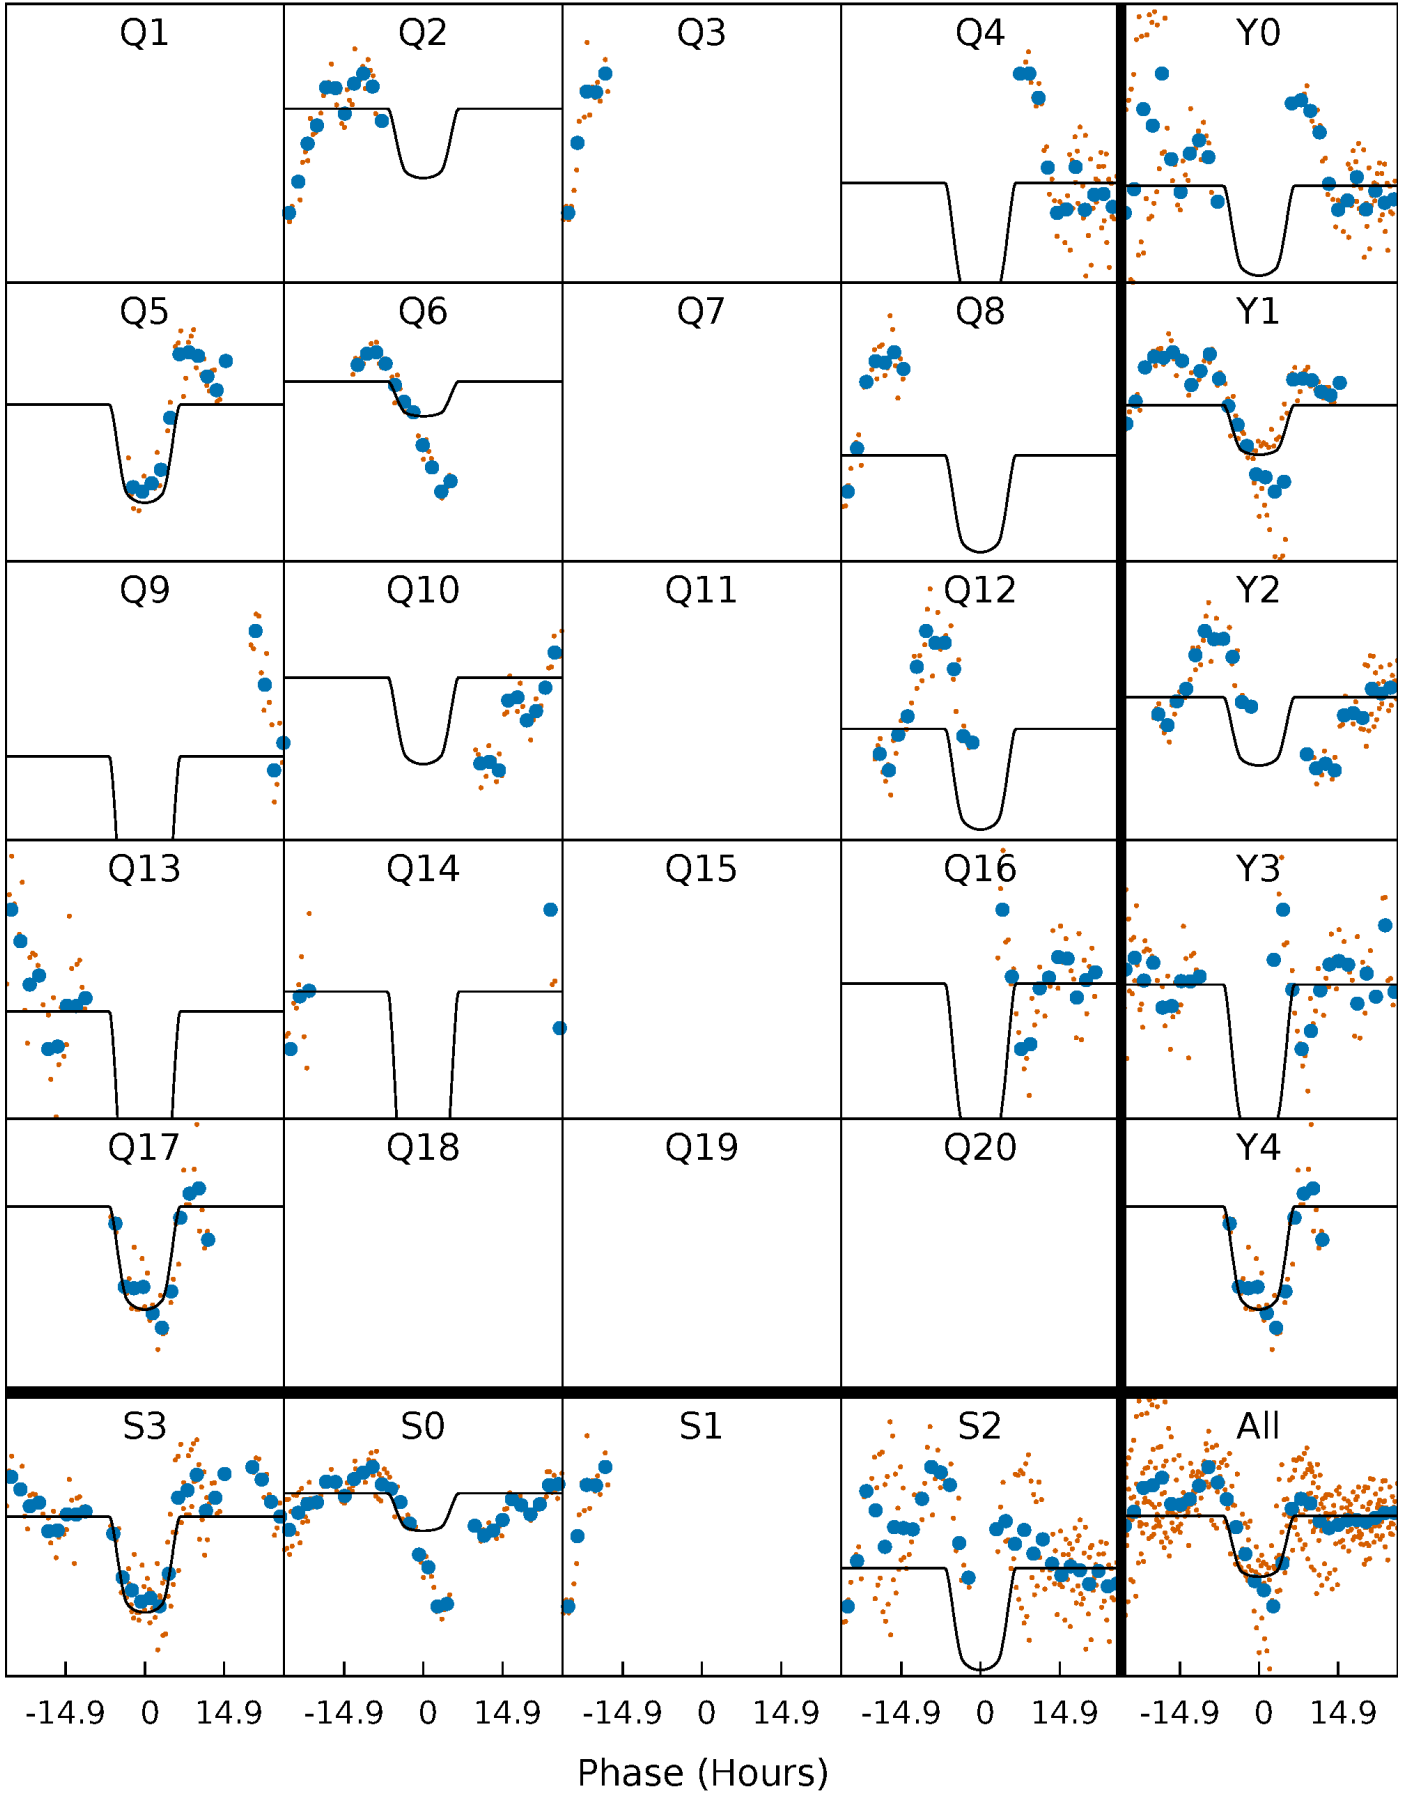 Q1 Q2 Q3 Q4 Y0
Q5 Q6 Q7 Q8 Y1
Q9 Q10 Q11 Q12 Y2
Q13 Q14 Q15 Q16 Y3
Q17 Q18 Q19 Q20 Y4
S3 S0 S1 S2 All
-14.9 0 14.9 -14.9 0 14.9 -14.9 0 14.9 -14.9 0 14.9 -14.9 0 14.9
Phase (Hours)